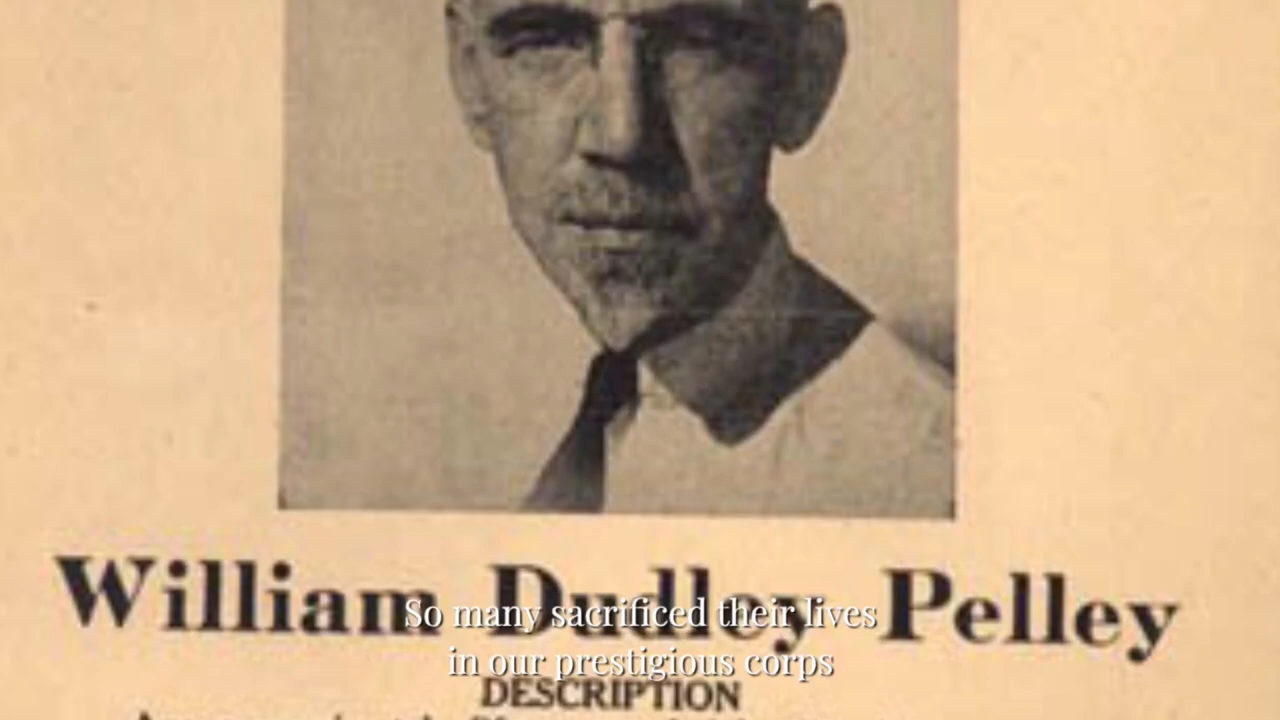 William Dudley Pelley
So many sacrificed their lives
in our prestigious corps
DESCRIPTION